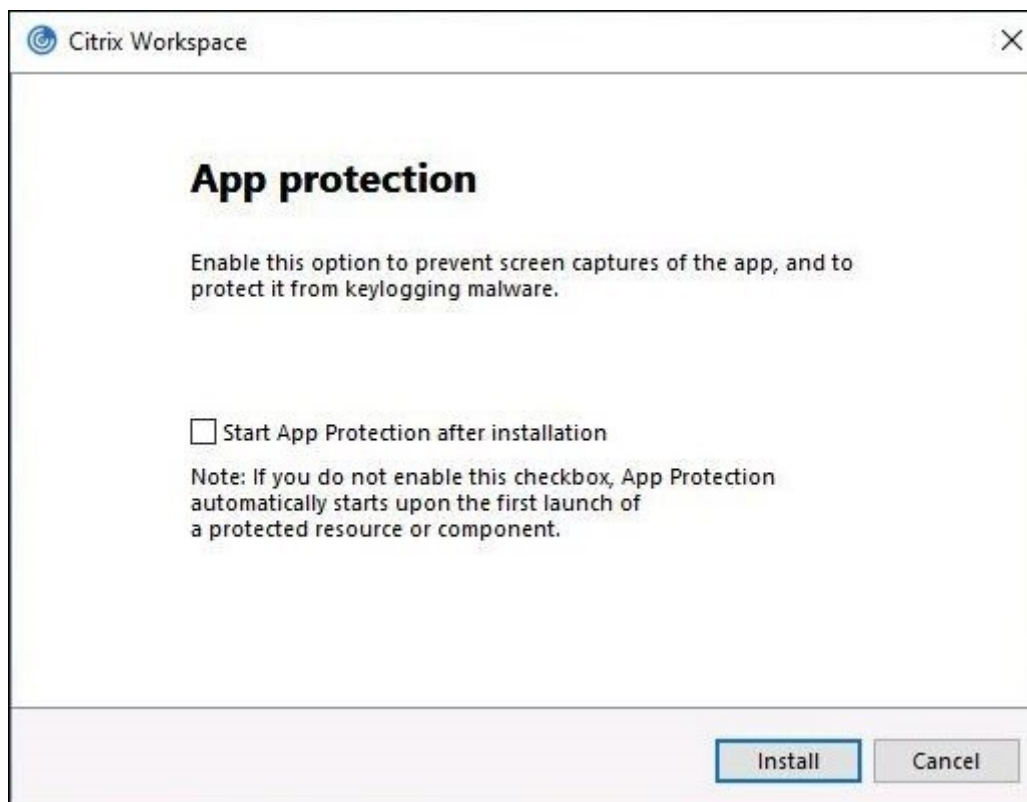 Citrix Workspace
App protection
Enable this option to prevent screen captures of the app, and to
protect it from keylogging malware.
Start App Protection after installation
Note: If you do not enable this checkbox, App Protection
automatically starts upon the first launch of
a protected resource or component.
Install Cancel